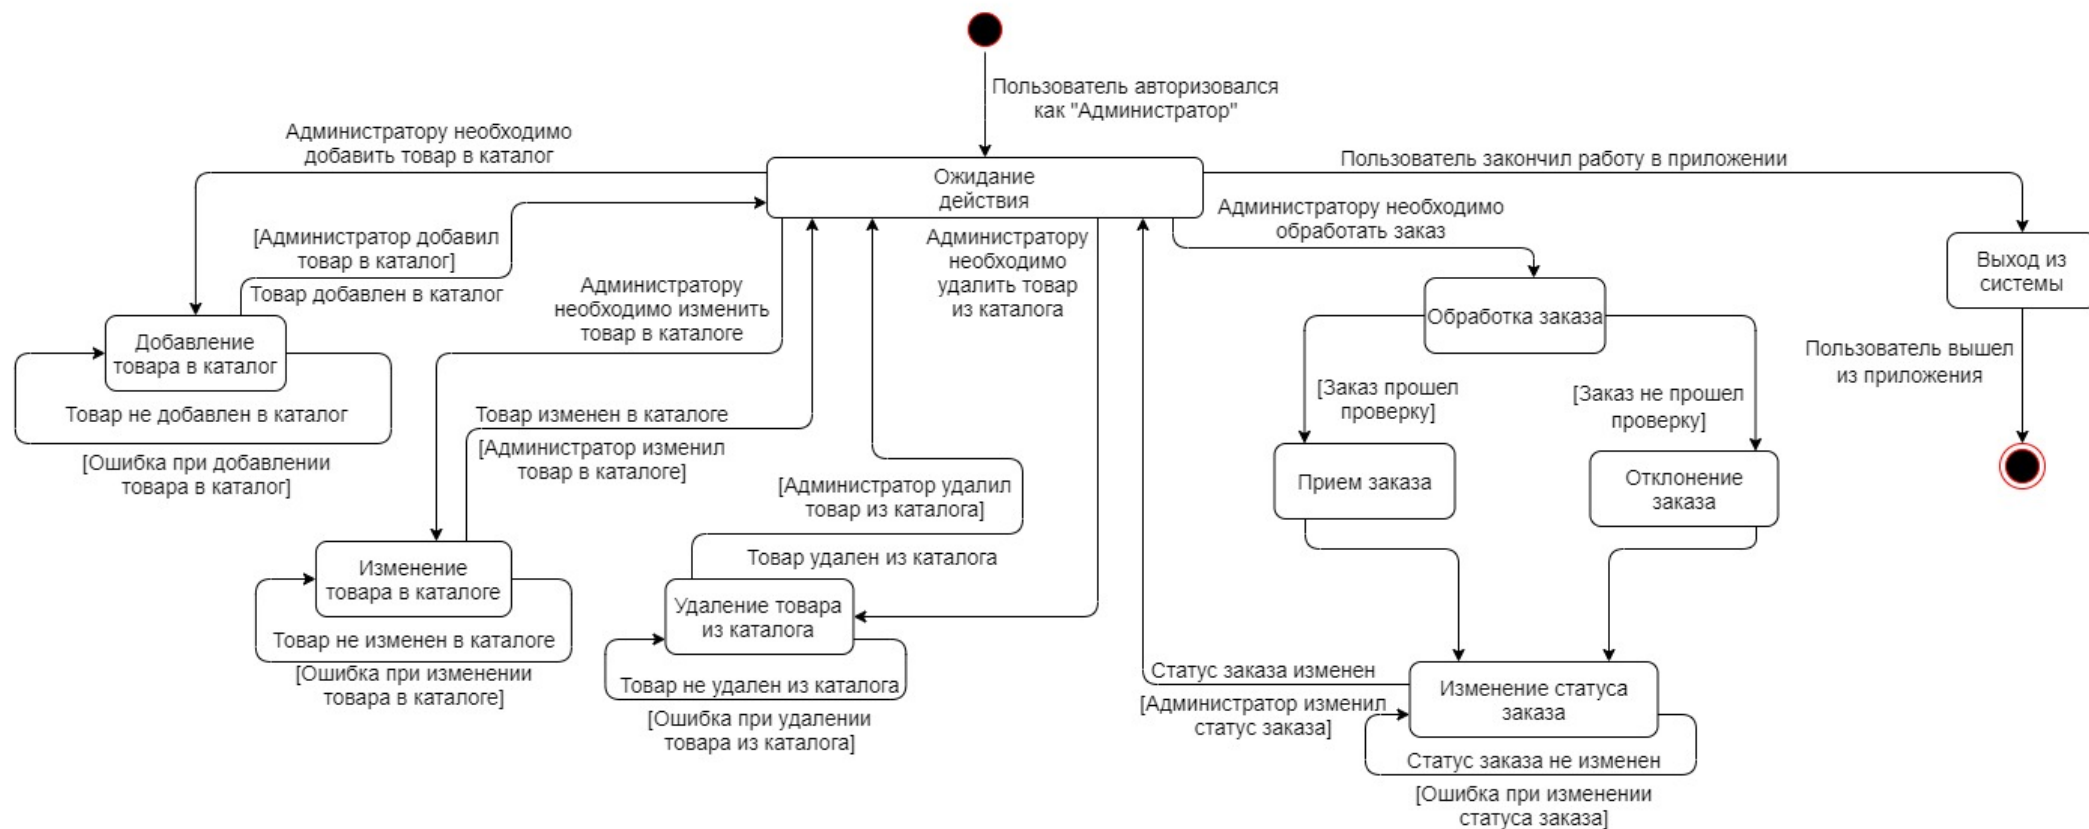 Пользователь авторизовался
как "Администратор"
Администратору необходимо
добавить товар в каталог
Ожидание
действия
Пользователь закончил работу в приложении
[Администратор добавил
товар в каталог]
Товар добавлен в каталог
Администратору
необходимо изменить
товар в каталоге
Администратору
необходимо
удалить товар
из каталога
Администратору необходимо
обработать заказ
Выход из
системы
Обработка заказа
Добавление
товара в каталог
Товар не добавлен в каталог
[Ошибка при добавлении
товара в каталог]
Товар изменен в каталоге
[Администратор изменил
товар в каталоге]
[Администратор удалил
товар из каталога]
Товар удален из каталога
[Заказ прошел
проверку]
[Заказ не прошел
проверку]
Пользователь вышел
из приложения
Прием заказа
Отклонение
заказа
Изменение
товара в каталоге
Товар не изменен в каталоге
[Ошибка при изменении
товара в каталоге]
Удаление товара
из каталога
Товар не удален из каталога
[Ошибка при удалении
товара из каталога]
Статус заказа изменен
[Администратор изменил
статус заказа]
Изменение статуса
заказа
Статус заказа не изменен
[Ошибка при изменении
статуса заказа]